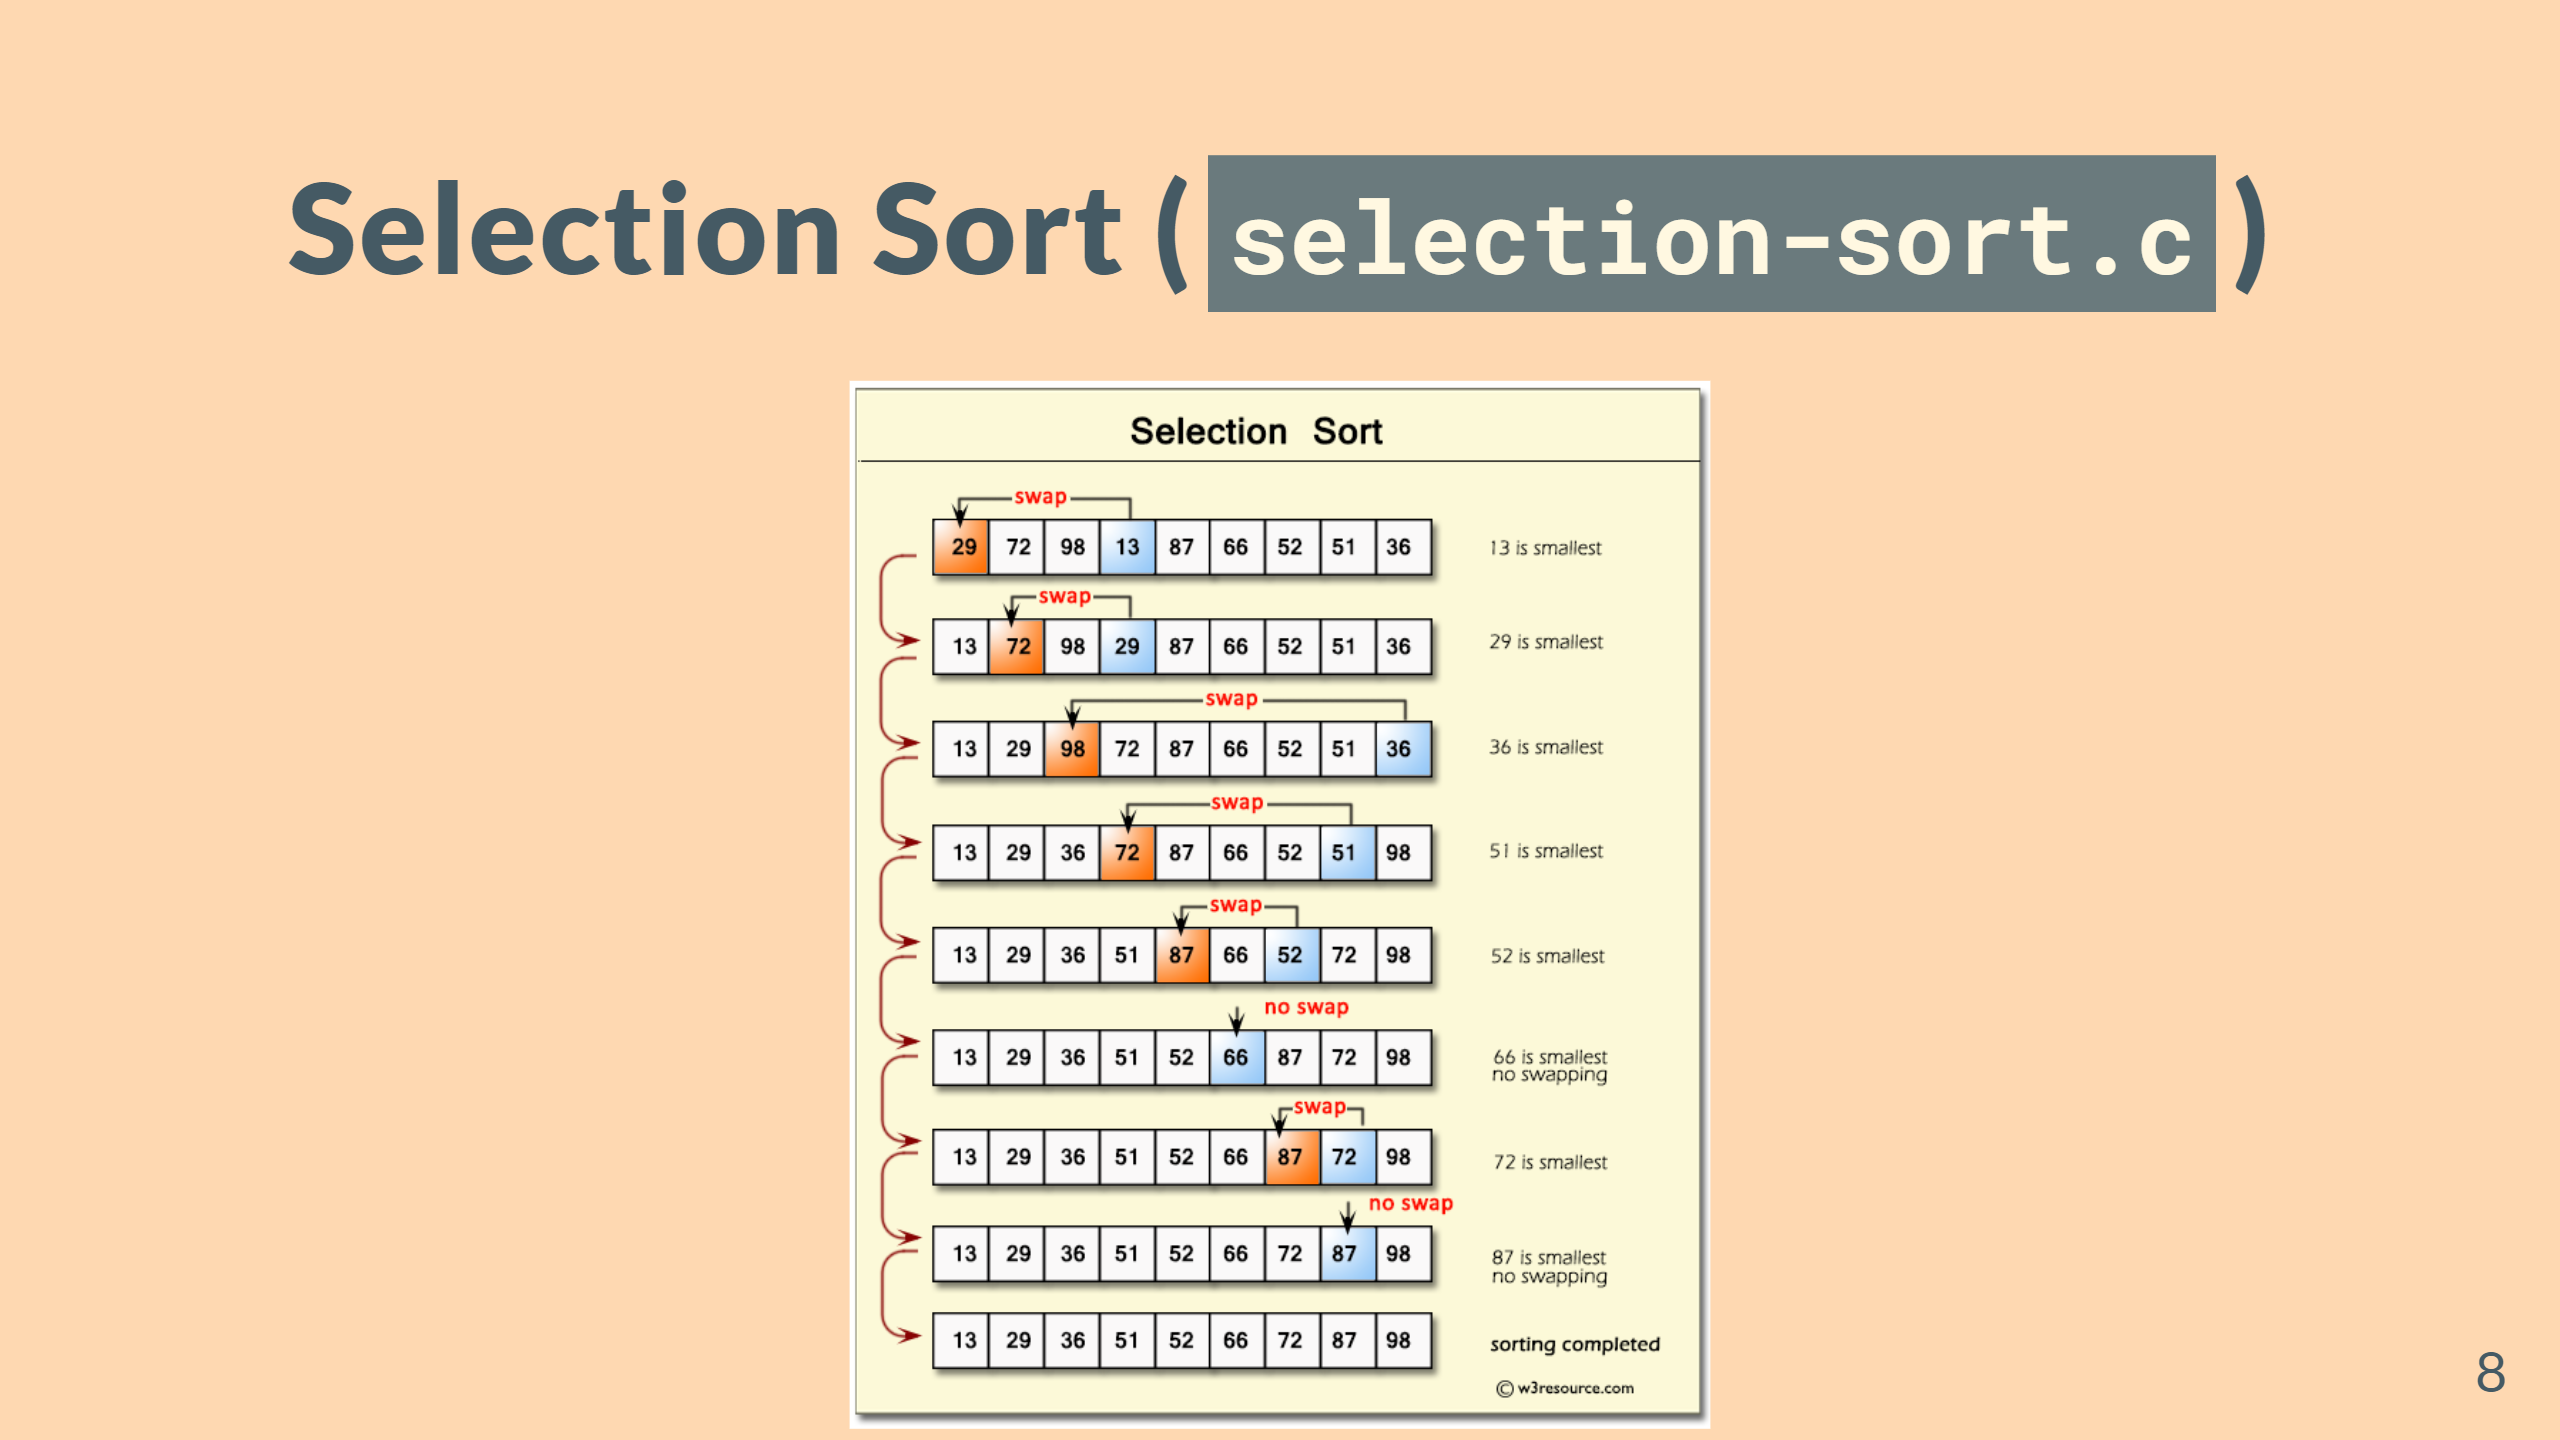 Selection Sort ( selection-sort.c )
Selection Sort
swap
29 72 98 13 87 66 52 51 36 13 is smallest
swap
13 72 98 29 87 66 52 51 36 29 is smallest
swap
13 29 98 72 87 66 52 51 36 36 is smallest
swap
13 29 36 72 87 66 52 51 98 51 is smallest
swap
13 29 36 51 87 66 52 72 98 52 is smallest
no swap
13 29 36 51 52 66 87 72 98 66 is smallest
no swapping
swap
13 29 36 51 52 66 87 72 98 72 is smallest
no swap
13 29 36 51 52 66 72 87 98 87 is smallest
no swapping
13 29 36 51 52 66 72 87 98 sorting completed
© w3resource.com
8